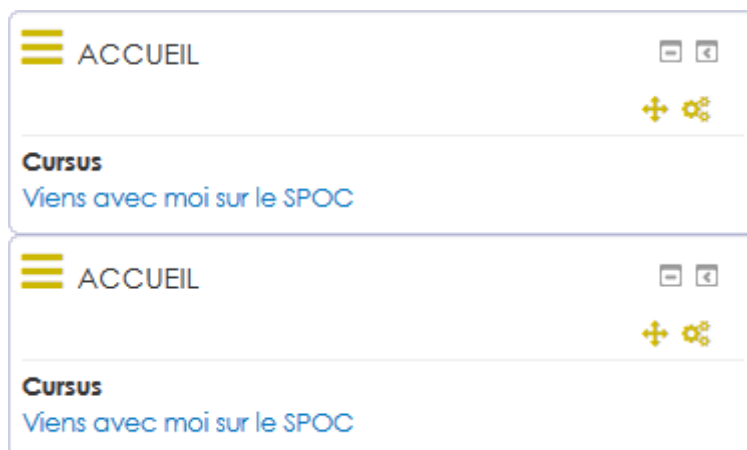 ACCUEIL
Cursus
Viens avec moi sur le SPOC
ACCUEIL
Cursus
Viens avec moi sur le SPOC